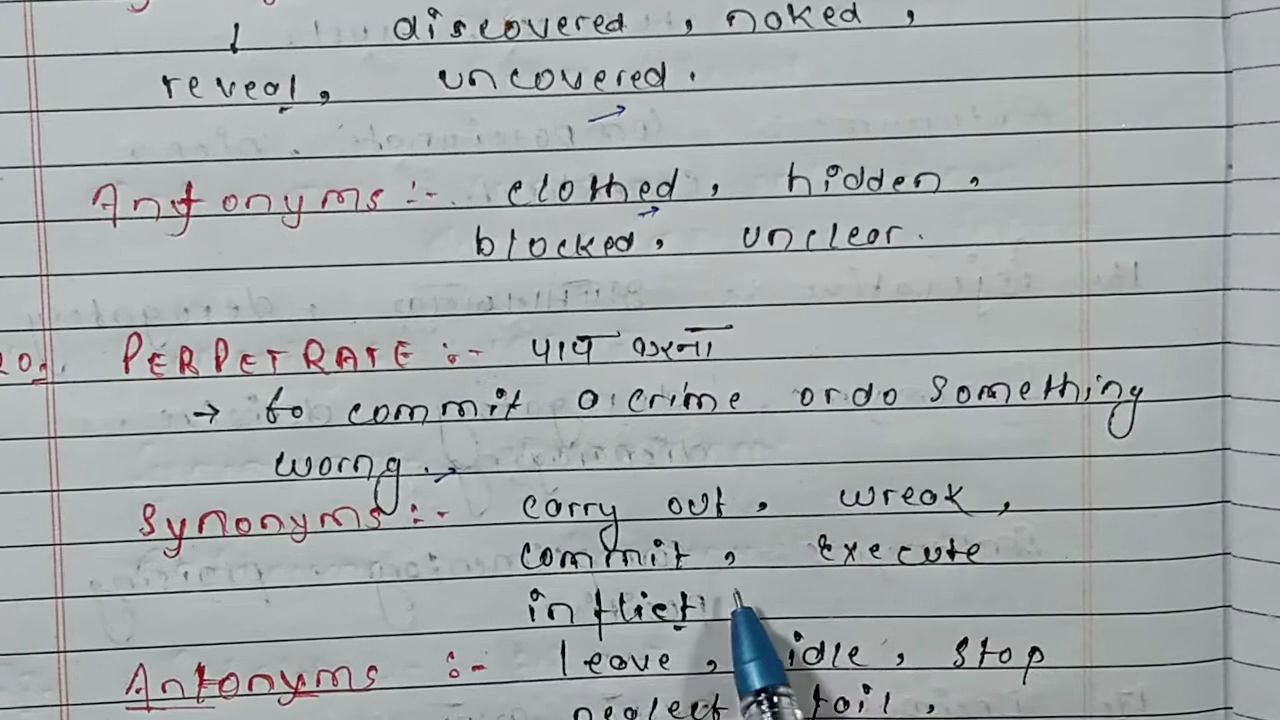 discovered, noked,
reveal, uncovered.
Antonyms :- clothed, hidden,
blocked, unclear.
20. PERPETRATE :- पाप करना
→ to commit a crime or do something
worng.
Synonyms :- carry out, wreak,
commit, Execute
inflict
Antonyms :- leave, idle, stop
neglect fail,